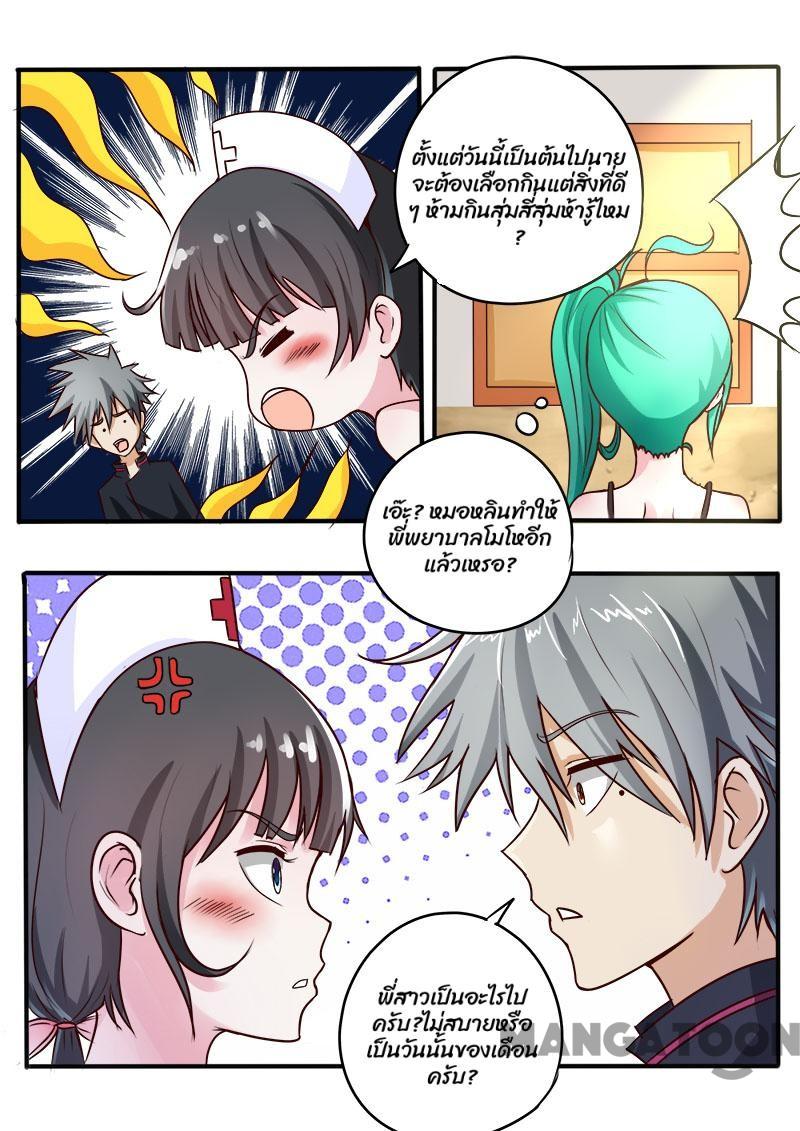 ตั้งแต่วันนี้เป็นต้นไปนาย
จะต้องเลือกกินแต่สิ่งที่ดี
ๆ ห้ามกินสุ่มสี่สุ่มห้ารู้ไหม
?
เอ๊ะ? หมอหลินทำให้
พี่พยาบาลโมโหอีก
แล้วเหรอ?
พี่สาวเป็นอะไรไป
ครับ?ไม่สบายหรือ
เป็นวันนั้นของเดือน
ครับ?
MANGATOON